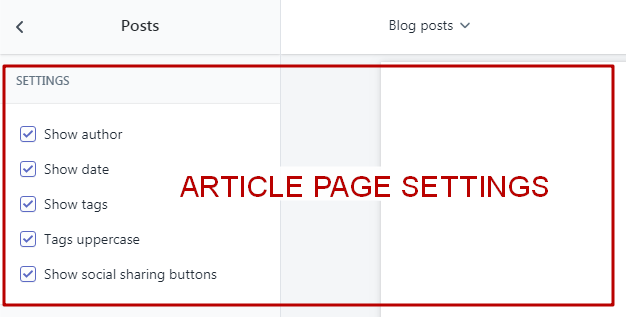 Posts
Blog posts
SETTINGS
Show author
Show date
ARTICLE PAGE SETTINGS
Show tags
Tags uppercase
Show social sharing buttons